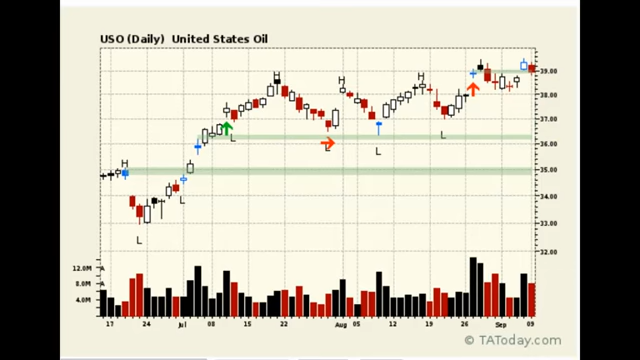 USO (Daily) United States Oil
H
H
H
H
L
L
L
L
L
L
39.00
38.00
37.00
36.00
35.00
34.00
33.00
32.00
12.0M A
8.0M A
4.0M
17 24 Jul 08 15 22 Aug 05 12 19 26 Sep 09
© TAToday.com